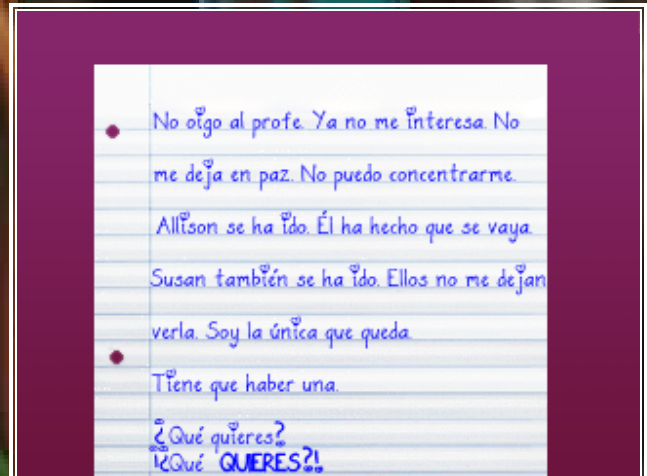 No oigo al profe. Ya no me interesa. No
me deja en paz. No puedo concentrarme.
Allison se ha ido. Él ha hecho que se vaya.
Susan también se ha ido. Ellos no me dejan
verla. Soy la única que queda.
Tiene que haber una.
¿Qué quieres?
!¿Qué QUIERES?!